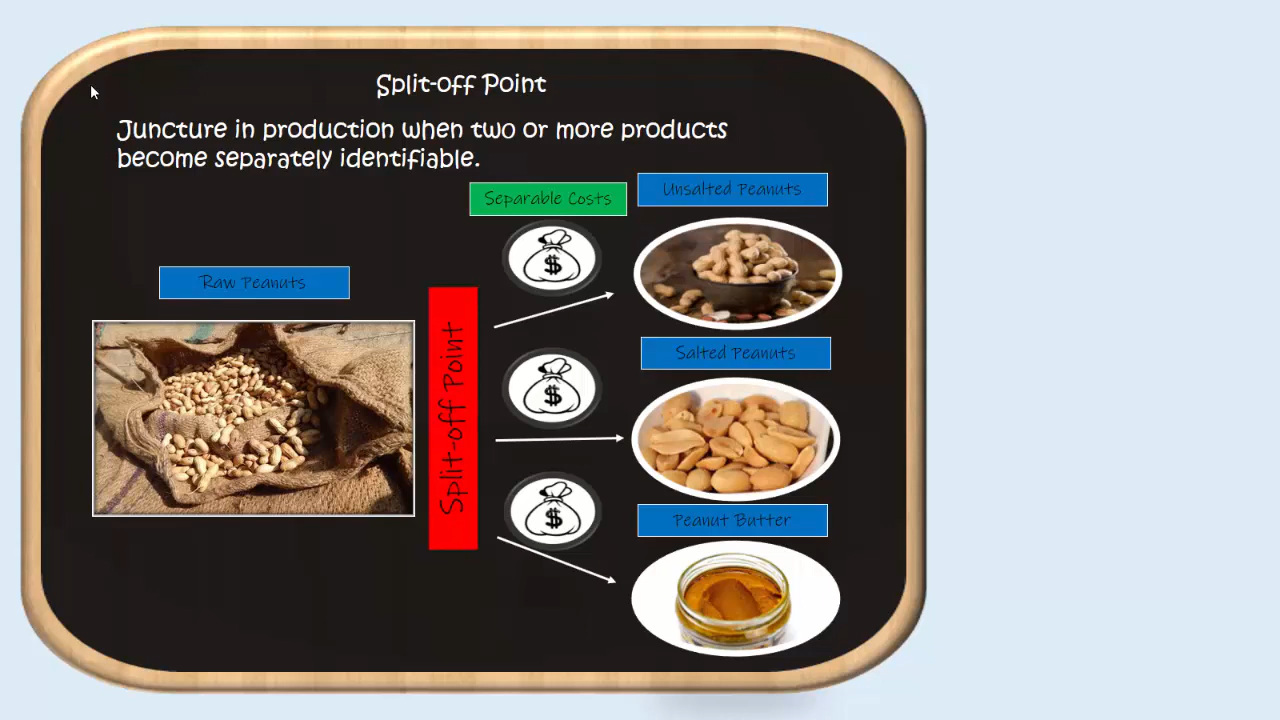 Split-off Point
Juncture in production when two or more products
become separately identifiable.
Separable Costs
Unsalted Peanuts
Raw Peanuts
Split-off Point
Salted Peanuts
Peanut Butter
$
$
$